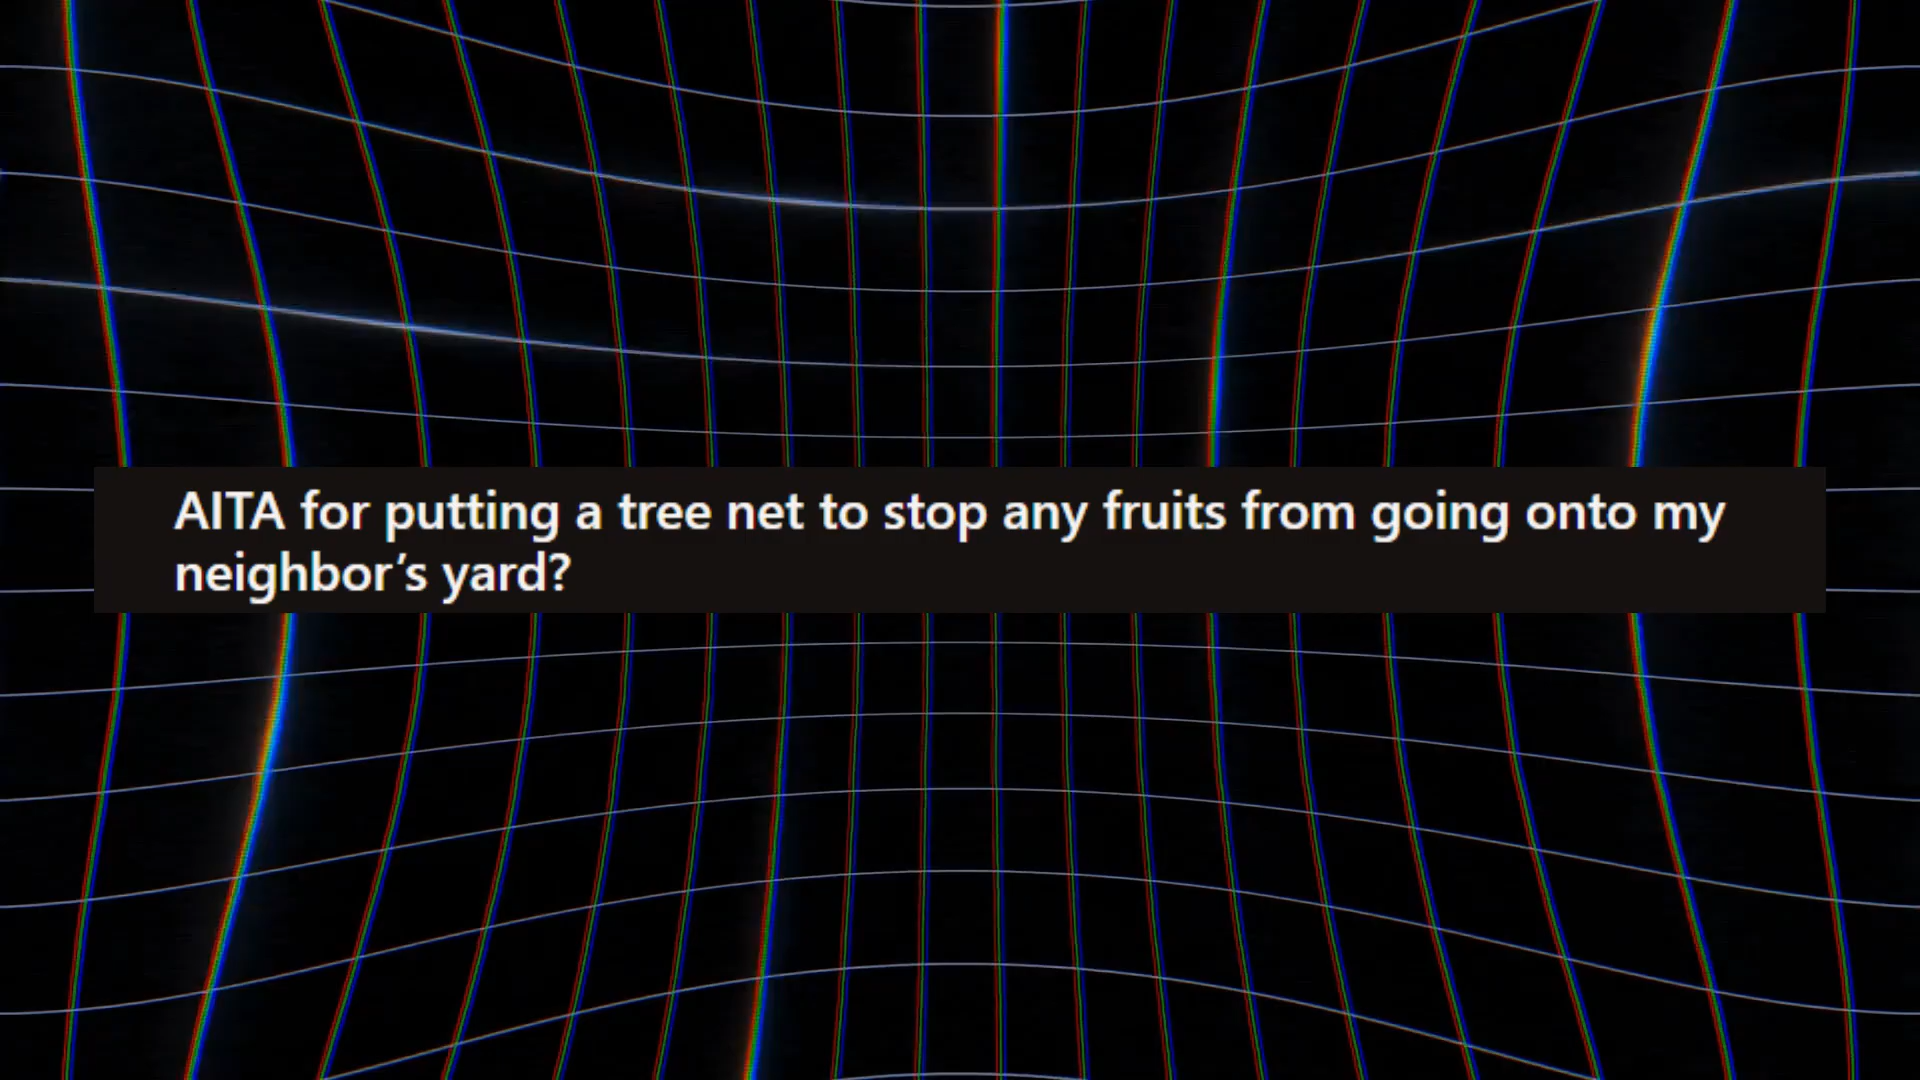 AITA for putting a tree net to stop any fruits from going onto my
neighbor’s yard?